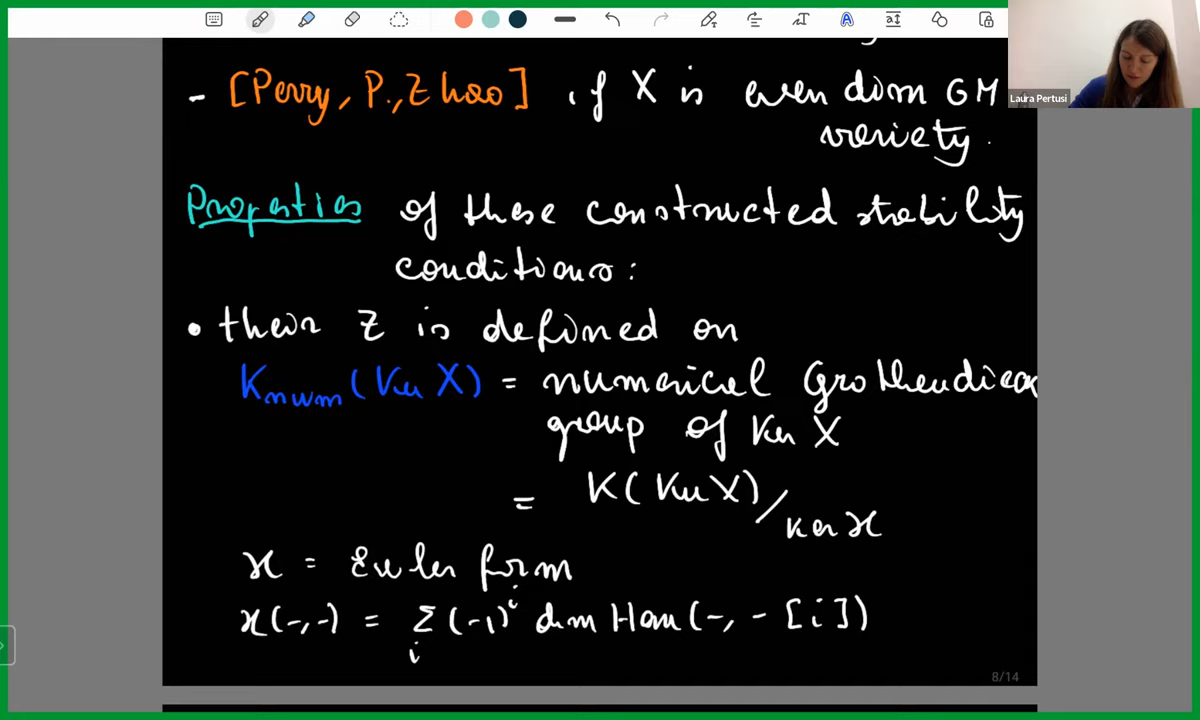 - [Perry, P., Zhao] if X is even dim GM
variety.
Laura Pertusi
Properties of these constructed stability
conditions:
• their Z is defined on
Knum(Ku X) = numerical Grothendieck
group of Ku X
= K(Ku X)/ker χ
χ = Euler form
χ(-,-) = Σ_i (-1)^i dim Hom(-, -[i])
8/14